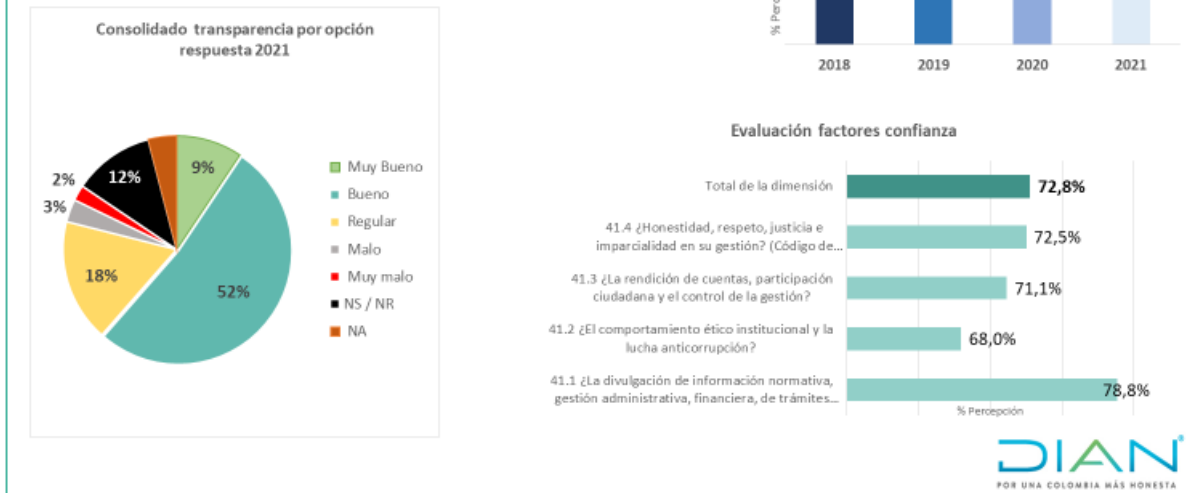 Consolidado transparencia por opción
respuesta 2021
9%
52%
18%
3%
2%
12%
Muy Bueno
Bueno
Regular
Malo
Muy malo
NS / NR
NA
% Perc
2018
2019
2020
2021
Evaluación factores confianza
Total de la dimensión
72,8%
41.4 ¿Honestidad, respeto, justicia e
imparcialidad en su gestión? (Código de...
72,5%
41.3 ¿La rendición de cuentas, participación
ciudadana y el control de la gestión?
71,1%
41.2 ¿El comportamiento ético institucional y la
lucha anticorrupción?
68,0%
41.1 ¿La divulgación de información normativa,
gestión administrativa, financiera, de trámites...
78,8%
% Percepción
DIAN®
POR UNA COLOMBIA MÁS HONESTA